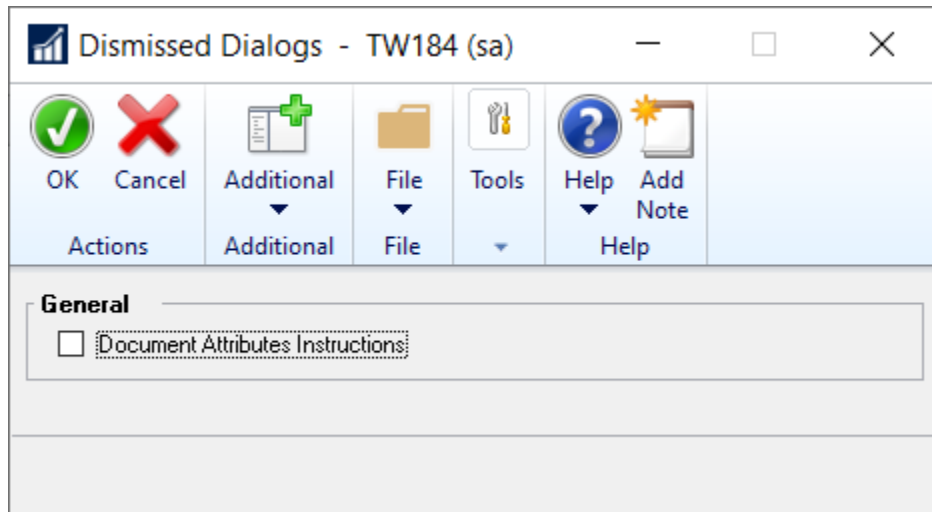 Dismissed Dialogs - TW184 (sa)
OK Cancel Additional File Tools Help Add Note
Actions Additional File Help
General
Document Attributes Instructions